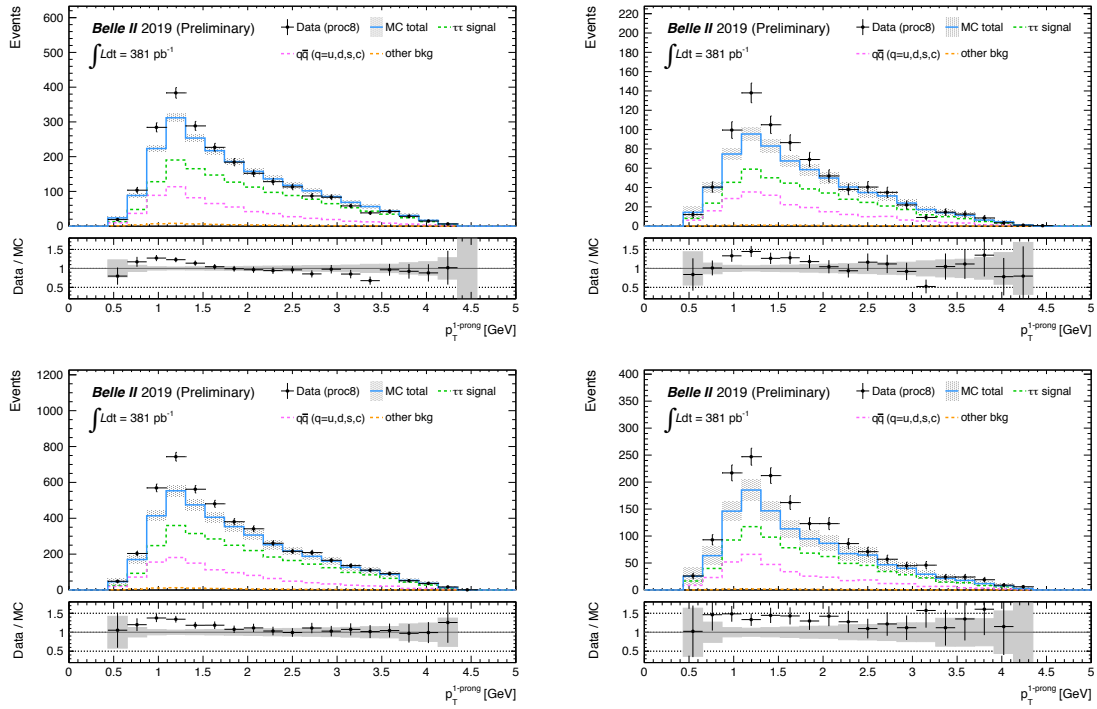 Events
600
500
400
300
200
100
0
Belle II 2019 (Preliminary)
∫Ldt = 381 pb⁻¹
Data (proc8)
MC total
ττ signal
qq̅ (q=u,d,s,c)
other bkg
Data / MC
1.5
1
0.5
0 0.5 1 1.5 2 2.5 3 3.5 4 4.5 5
p_T^1-prong [GeV]
Events
220
200
180
160
140
120
100
80
60
40
20
0
Belle II 2019 (Preliminary)
∫Ldt = 381 pb⁻¹
Data (proc8)
MC total
ττ signal
qq̅ (q=u,d,s,c)
other bkg
Data / MC
1.5
1
0.5
0 0.5 1 1.5 2 2.5 3 3.5 4 4.5 5
p_T^1-prong [GeV]
Events
1200
1000
800
600
400
200
0
Belle II 2019 (Preliminary)
∫Ldt = 381 pb⁻¹
Data (proc8)
MC total
ττ signal
qq̅ (q=u,d,s,c)
other bkg
Data / MC
1.5
1
0.5
0 0.5 1 1.5 2 2.5 3 3.5 4 4.5 5
p_T^1-prong [GeV]
Events
400
350
300
250
200
150
100
50
0
Belle II 2019 (Preliminary)
∫Ldt = 381 pb⁻¹
Data (proc8)
MC total
ττ signal
qq̅ (q=u,d,s,c)
other bkg
Data / MC
1.5
1
0.5
0 0.5 1 1.5 2 2.5 3 3.5 4 4.5 5
p_T^1-prong [GeV]